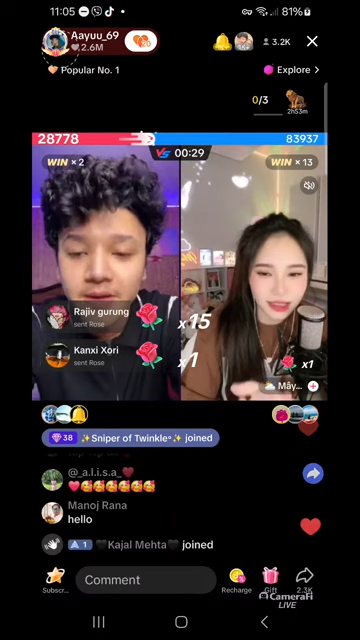 11:05
81%
Aayuu_69
2.6M
20
3.2K
Popular No. 1
Explore >
0/3
2h53m
28778
83937
WIN × 2
VS 00:29
WIN × 13
Rajiv gurung
sent Rose
x15
Kanxi Xori
sent Rose
x1
x1
Mây...
38 ✨Sniper of Twinkle✨ joined
_a.l.i.s.a_❤️
❤️🥰🥰🥰🥰🥰🥰
Manoj Rana
hello
1 🖤Kajal Mehta🖤 joined
Subscr...
Comment
Recharge
Gift
2.3K
CameraFi
LIVE